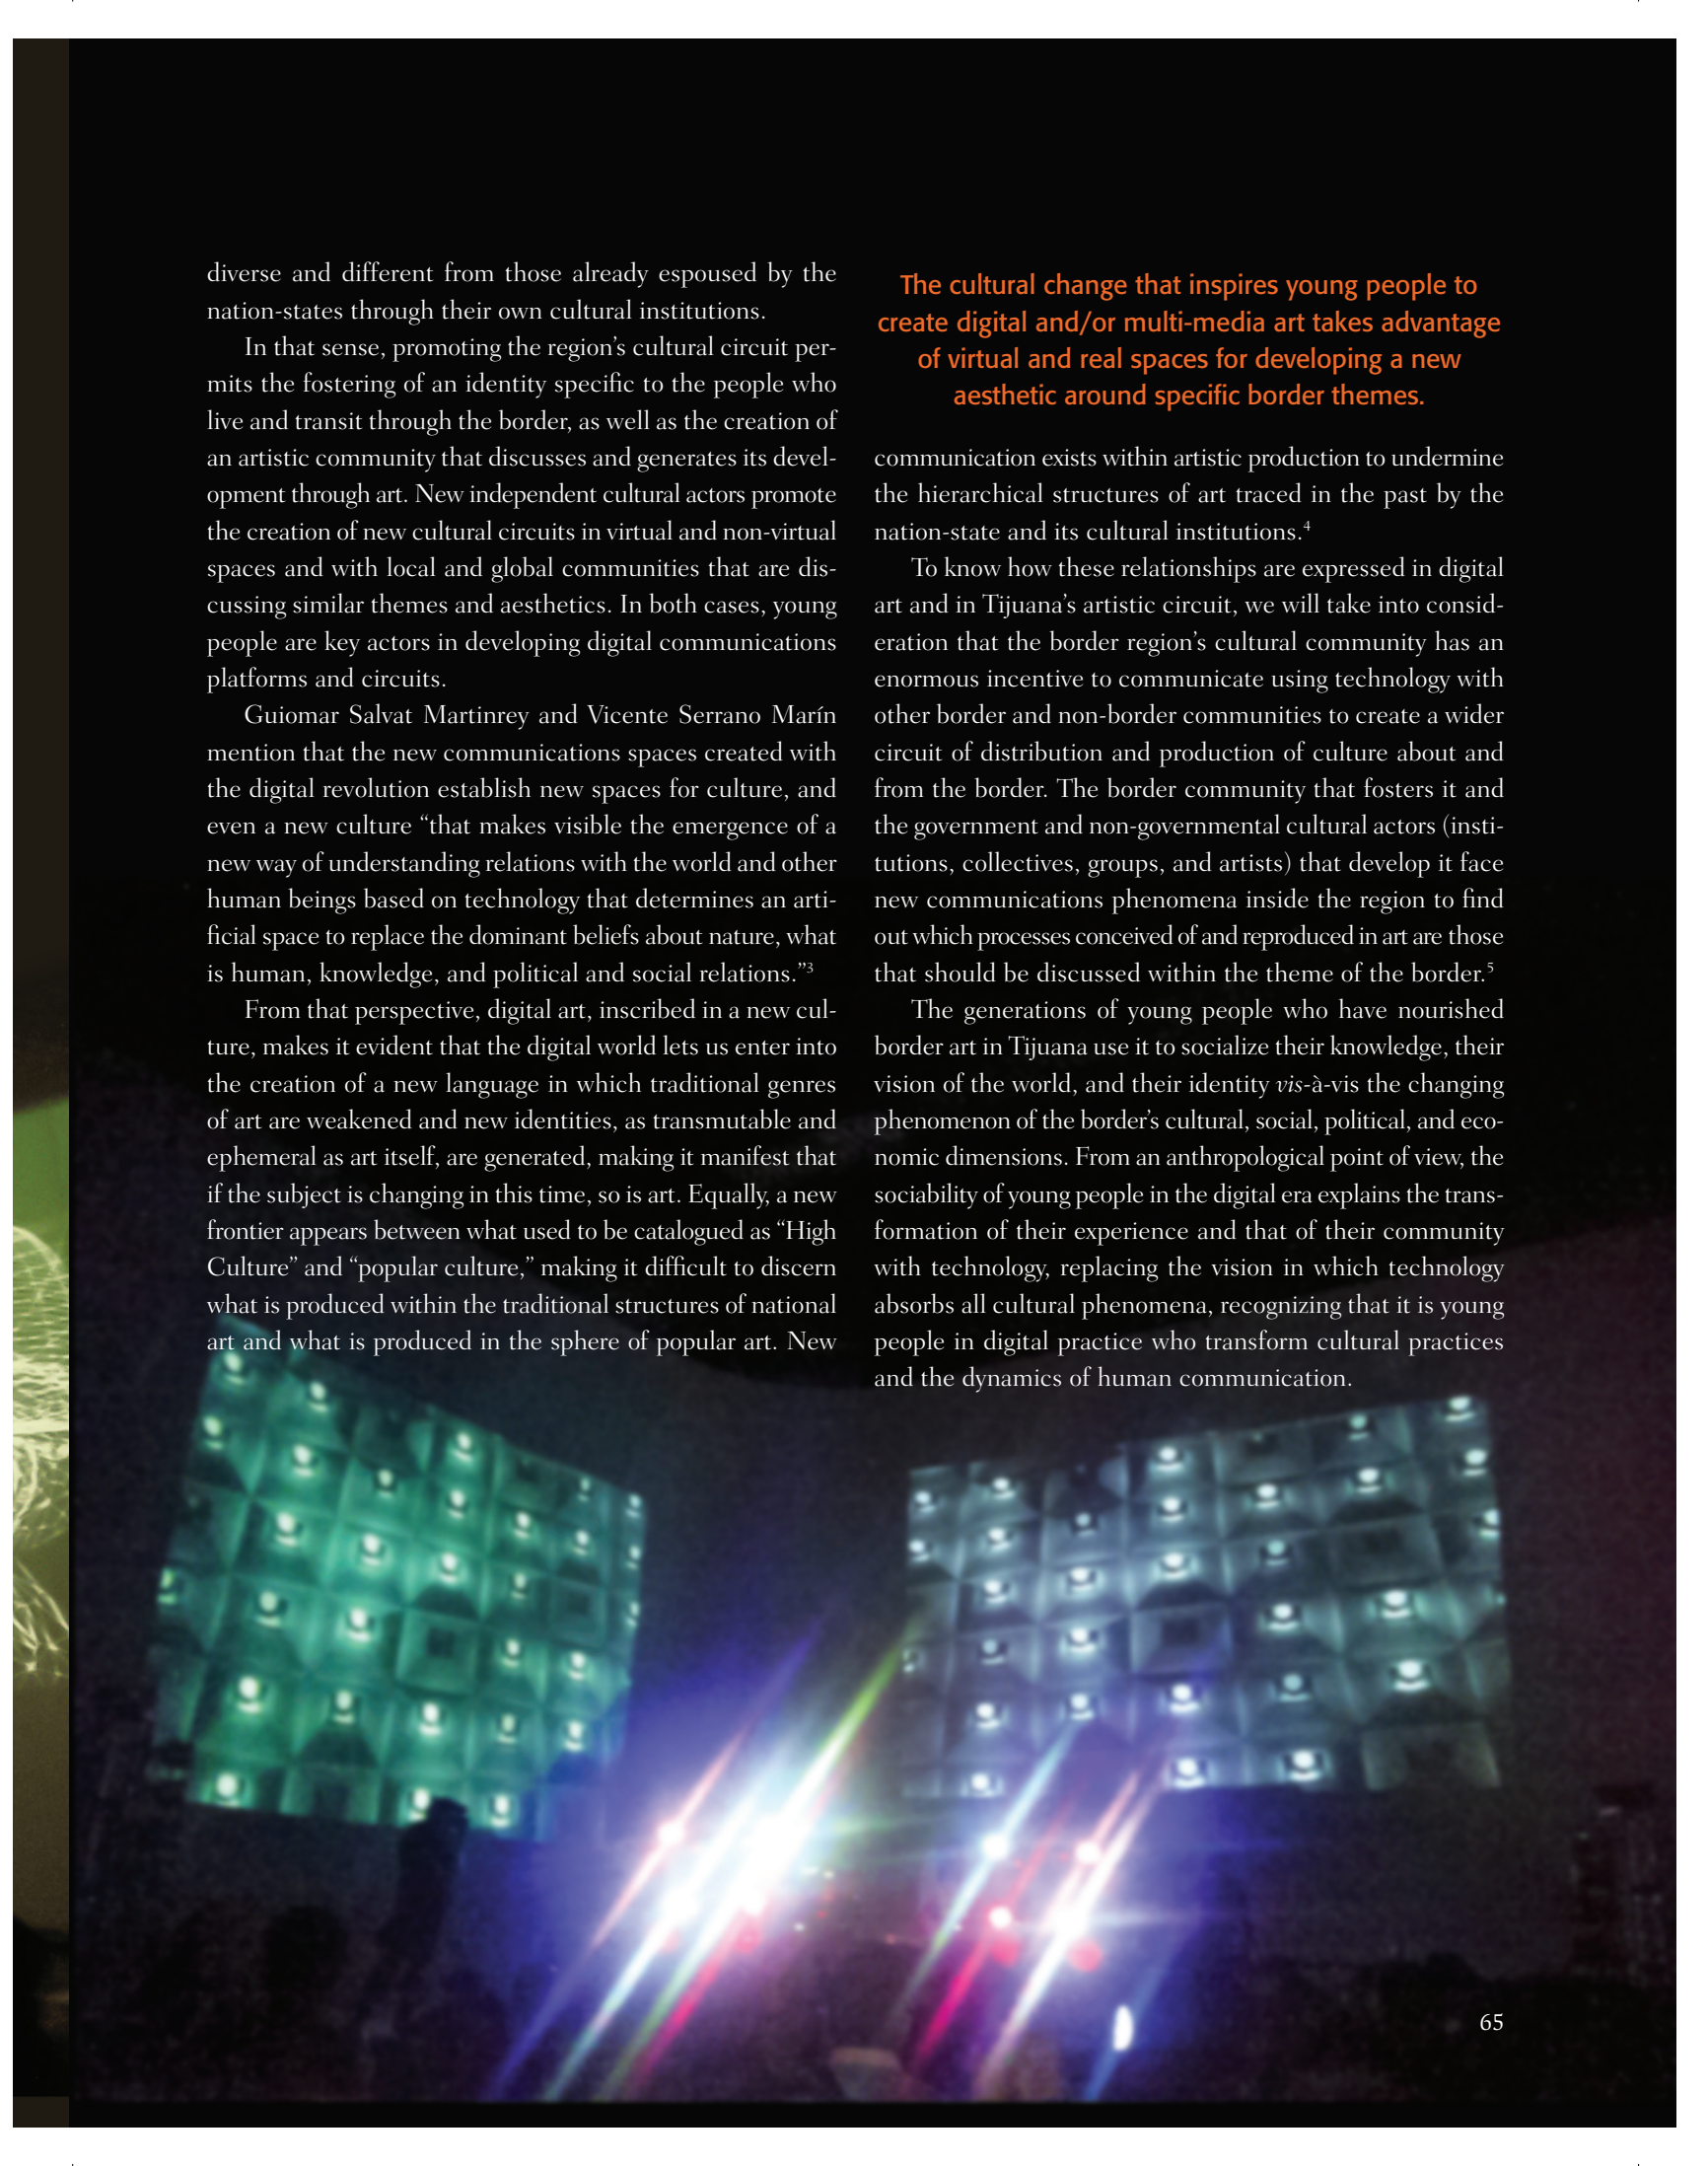 diverse and different from those already espoused by the
nation-states through their own cultural institutions.
In that sense, promoting the region's cultural circuit per-
mits the fostering of an identity specific to the people who
live and transit through the border, as well as the creation of
an artistic community that discusses and generates its devel-
opment through art. New independent cultural actors promote
the creation of new cultural circuits in virtual and non-virtual
spaces and with local and global communities that are dis-
cussing similar themes and aesthetics. In both cases, young
people are key actors in developing digital communications
platforms and circuits.
Guiomar Salvat Martinrey and Vicente Serrano Marín
mention that the new communications spaces created with
the digital revolution establish new spaces for culture, and
even a new culture “that makes visible the emergence of a
new way of understanding relations with the world and other
human beings based on technology that determines an arti-
ficial space to replace the dominant beliefs about nature, what
is human, knowledge, and political and social relations.”3
From that perspective, digital art, inscribed in a new cul-
ture, makes it evident that the digital world lets us enter into
the creation of a new language in which traditional genres
of art are weakened and new identities, as transmutable and
ephemeral as art itself, are generated, making it manifest that
if the subject is changing in this time, so is art. Equally, a new
frontier appears between what used to be catalogued as “High
Culture” and “popular culture,” making it difficult to discern
what is produced within the traditional structures of national
art and what is produced in the sphere of popular art. New
The cultural change that inspires young people to
create digital and/or multi-media art takes advantage
of virtual and real spaces for developing a new
aesthetic around specific border themes.
communication exists within artistic production to undermine
the hierarchical structures of art traced in the past by the
nation-state and its cultural institutions.4
To know how these relationships are expressed in digital
art and in Tijuana's artistic circuit, we will take into consid-
eration that the border region's cultural community has an
enormous incentive to communicate using technology with
other border and non-border communities to create a wider
circuit of distribution and production of culture about and
from the border. The border community that fosters it and
the government and non-governmental cultural actors (insti-
tutions, collectives, groups, and artists) that develop it face
new communications phenomena inside the region to find
out which processes conceived of and reproduced in art are those
that should be discussed within the theme of the border.5
The generations of young people who have nourished
border art in Tijuana use it to socialize their knowledge, their
vision of the world, and their identity vis-à-vis the changing
phenomenon of the border's cultural, social, political, and eco-
nomic dimensions. From an anthropological point of view, the
sociability of young people in the digital era explains the trans-
formation of their experience and that of their community
with technology, replacing the vision in which technology
absorbs all cultural phenomena, recognizing that it is young
people in digital practice who transform cultural practices
and the dynamics of human communication.
65